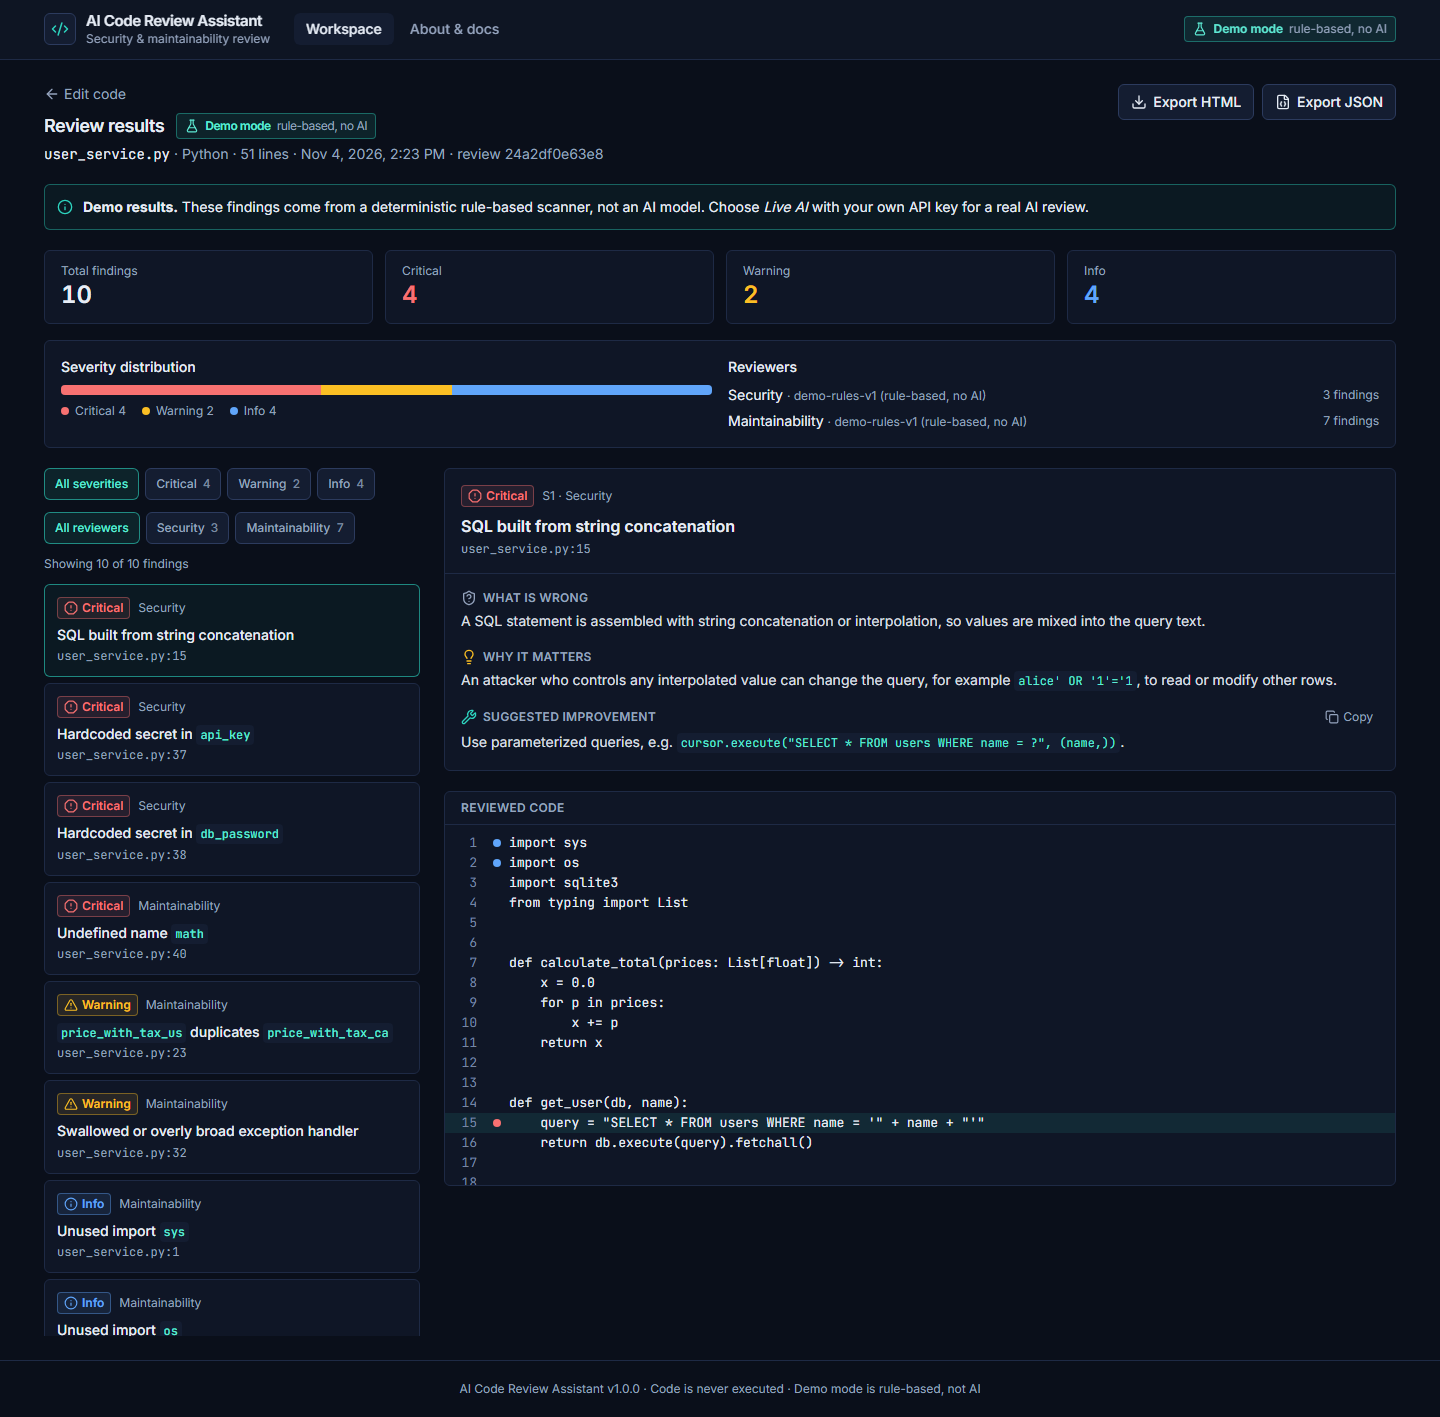 AI Code Review Assistant
Security & maintainability review
Workspace
About & docs
Demo mode rule-based, no AI
Edit code
Export HTML
Export JSON
Review results
Demo mode rule-based, no AI
user_service.py · Python · 51 lines · Nov 4, 2026, 2:23 PM · review 24a2df0e63e8
Demo results. These findings come from a deterministic rule-based scanner, not an AI model. Choose Live AI with your own API key for a real AI review.
Total findings
10
Critical
4
Warning
2
Info
4
Severity distribution
Critical 4
Warning 2
Info 4
Reviewers
Security · demo-rules-v1 (rule-based, no AI)
3 findings
Maintainability · demo-rules-v1 (rule-based, no AI)
7 findings
All severities
Critical 4
Warning 2
Info 4
All reviewers
Security 3
Maintainability 7
Showing 10 of 10 findings
Critical Security
SQL built from string concatenation
user_service.py:15
Critical Security
Hardcoded secret in api_key
user_service.py:37
Critical Security
Hardcoded secret in db_password
user_service.py:38
Critical Maintainability
Undefined name math
user_service.py:40
Warning Maintainability
price_with_tax_us duplicates price_with_tax_ca
user_service.py:23
Warning Maintainability
Swallowed or overly broad exception handler
user_service.py:32
Info Maintainability
Unused import sys
user_service.py:1
Info Maintainability
Unused import os
Critical S1 · Security
SQL built from string concatenation
user_service.py:15
WHAT IS WRONG
A SQL statement is assembled with string concatenation or interpolation, so values are mixed into the query text.
WHY IT MATTERS
An attacker who controls any interpolated value can change the query, for example alice' OR '1'='1, to read or modify other rows.
SUGGESTED IMPROVEMENT
Copy
Use parameterized queries, e.g. cursor.execute("SELECT * FROM users WHERE name = ?", (name,)).
REVIEWED CODE
1 import sys
2 import os
3 import sqlite3
4 from typing import List
5
6
7 def calculate_total(prices: List[float]) -> int:
8     x = 0.0
9     for p in prices:
10         x += p
11     return x
12
13
14 def get_user(db, name):
15     query = "SELECT * FROM users WHERE name = '" + name + "'"
16     return db.execute(query).fetchall()
17
18
AI Code Review Assistant v1.0.0 · Code is never executed · Demo mode is rule-based, not AI